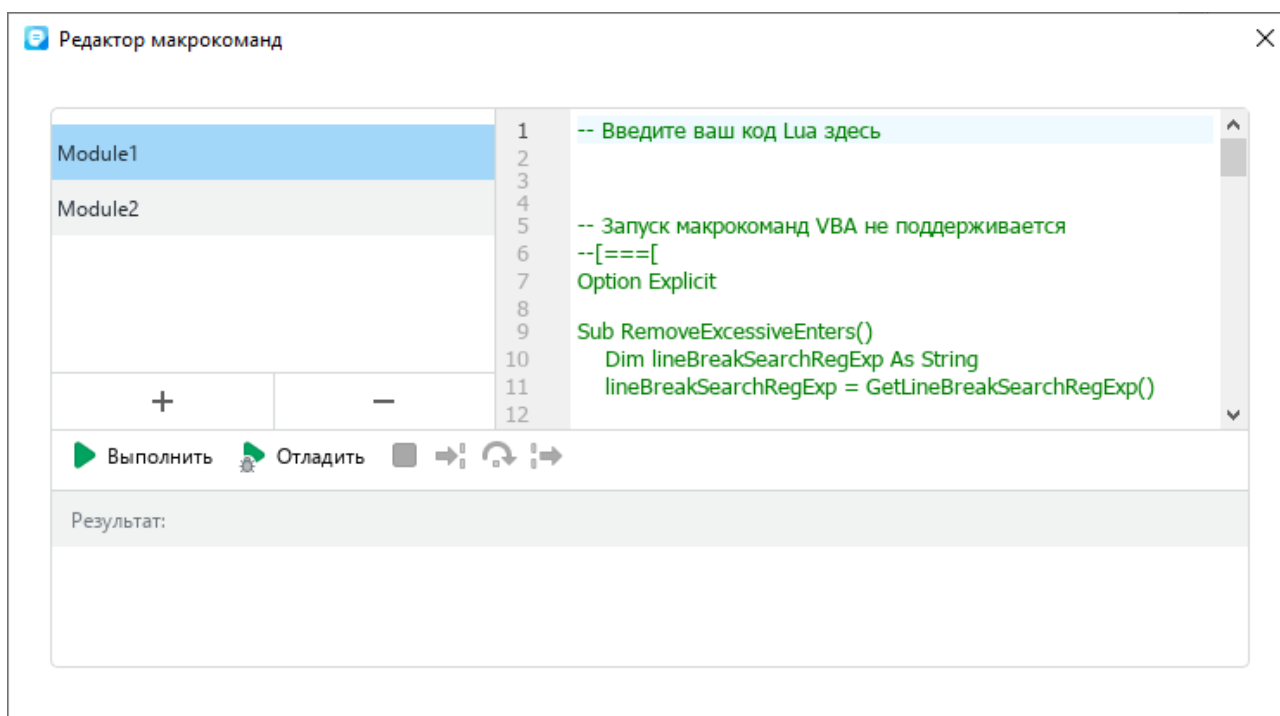 Редактор макрокоманд
Module1
Module2
1 -- Введите ваш код Lua здесь
2
3
4
5 -- Запуск макрокоманд VBA не поддерживается
6 --[===[
7 Option Explicit
8
9 Sub RemoveExcessiveEnters()
10 Dim lineBreakSearchRegExp As String
11 lineBreakSearchRegExp = GetLineBreakSearchRegExp()
12
Выполнить Отладить
Результат: